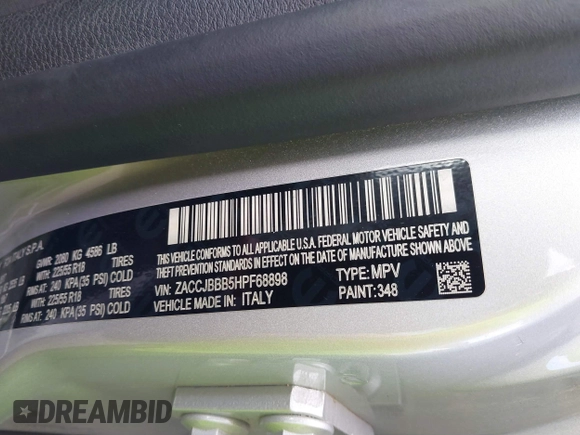 THIS VEHICLE CONFORMS TO ALL APPLICABLE U.S.A. FEDERAL MOTOR
VEHICLE SAFETY, BUMPER, AND THEFT PREVENTION STANDARDS
IN EFFECT ON THE DATE OF MANUFACTURE SHOWN ABOVE.
VIN: ZACCJBBB5HPF68898 TYPE: MPV
VEHICLE MADE IN: ITALY PAINT: 348
ITALY S.P.A.
GVWR: 2080 KG 4586 LB
WITH: 225/55 R18 TIRES
RIMS AT: 240 KPA(35 PSI) COLD
WITH: 225/55 R18 TIRES
RIMS AT: 240 KPA(35 PSI) COLD
DREAMBID